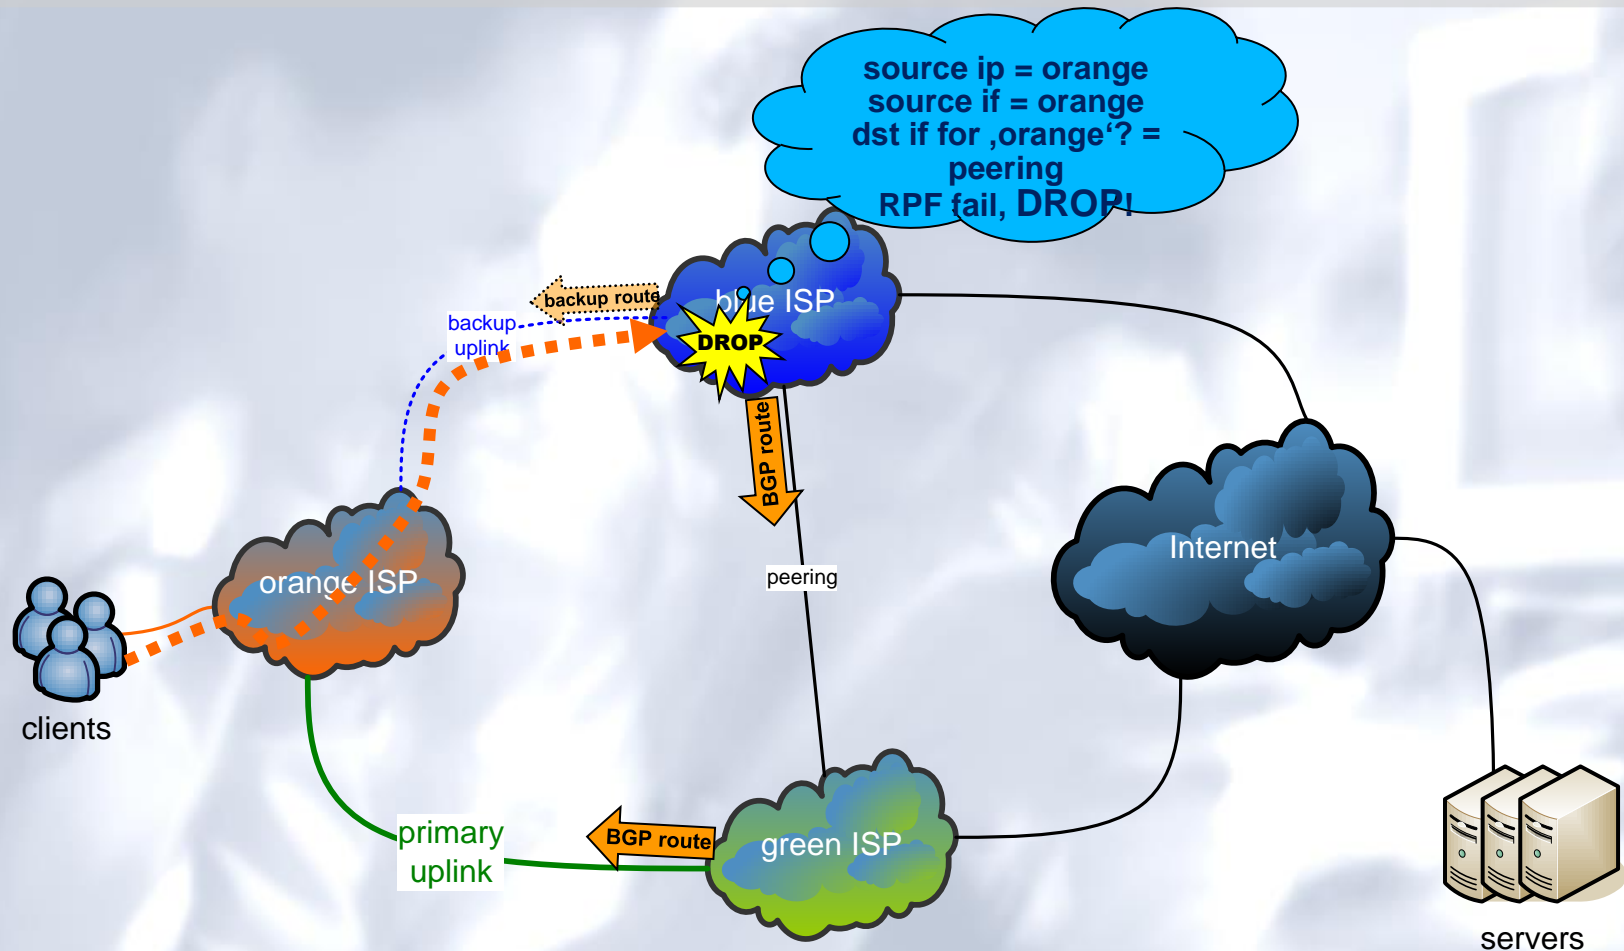 source ip = orange
source if = orange
dst if for ‚orange‘? =
peering
RPF fail, DROP!
backup route
blue ISP
backup
uplink
DROP
BGP route
Internet
peering
orange ISP
clients
primary
uplink
BGP route
green ISP
servers